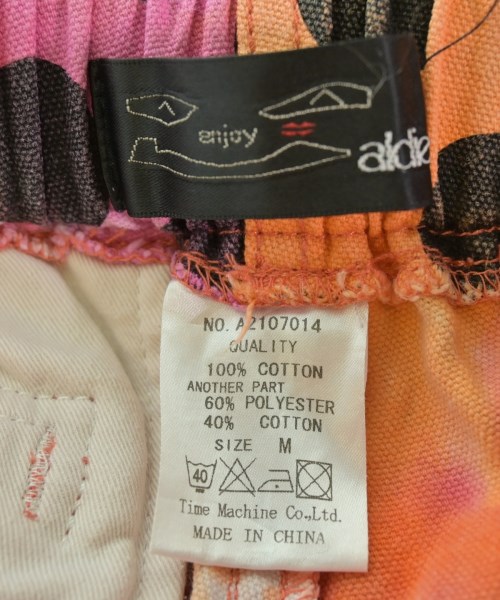 enjoy
aldie
NO. A2107014
QUALITY
100% COTTON
ANOTHER PART
60% POLYESTER
40% COTTON
SIZE M
40
Time Machine Co., Ltd.
MADE IN CHINA